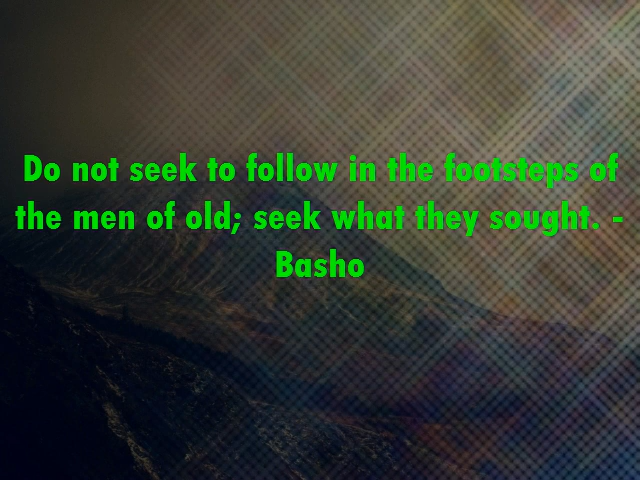 Do not seek to follow in the footsteps of
the men of old; seek what they sought. -
Basho